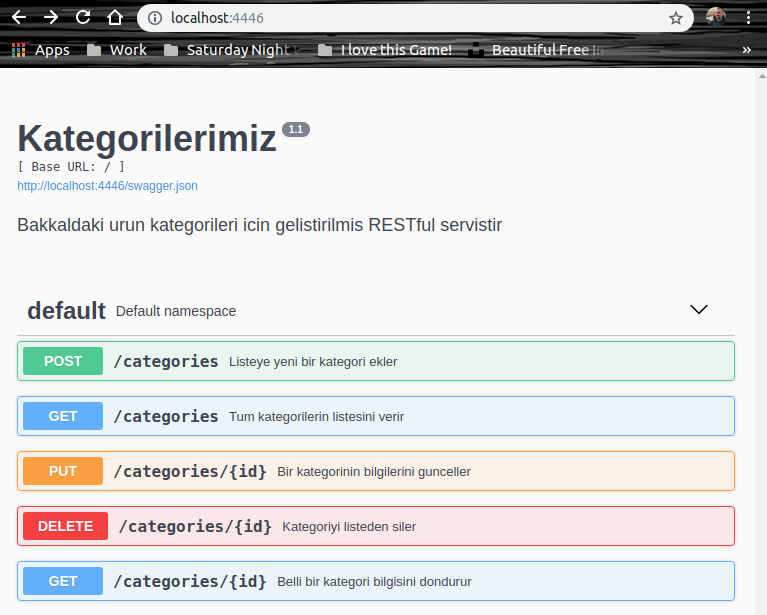 localhost:4446
Apps Work Saturday Night I love this Game! Beautiful Free »
Kategorilerimiz 1.1
[ Base URL: / ]
http://localhost:4446/swagger.json
Bakkaldaki urun kategorileri icin gelistirilmis RESTful servistir
default Default namespace
POST /categories Listeye yeni bir kategori ekler
GET /categories Tum kategorilerin listesini verir
PUT /categories/{id} Bir kategorinin bilgilerini gunceller
DELETE /categories/{id} Kategoriyi listeden siler
GET /categories/{id} Belli bir kategori bilgisini dondurur